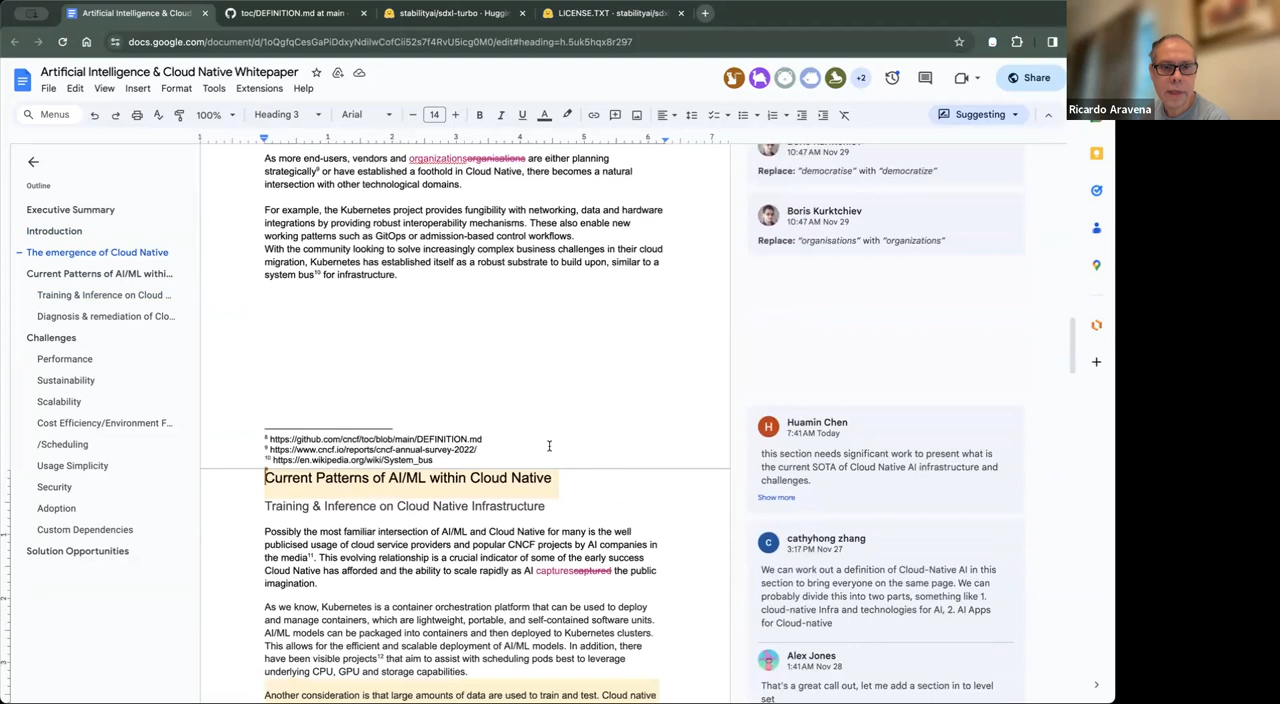 Artificial Intelligence & Cloud
toc/DEFINITION.md at main ·
stabilityai/sdxl-turbo · Huggi
LICENSE.TXT · stabilityai/sdx
docs.google.com/document/d/1oQgfqCesGaPiDdxyNdilwCofCii52s7f4RvU5icg0M0/edit#heading=h.5uk5hqx8r297
Ricardo Aravena
Artificial Intelligence & Cloud Native Whitepaper
File Edit View Insert Format Tools Extensions Help
+2
Share
Menus
100%
Heading 3
Arial
14
Suggesting
1 1 2 3 4 5 6 7
Outline
Executive Summary
Introduction
The emergence of Cloud Native
Current Patterns of AI/ML withi...
Training & Inference on Cloud ...
Diagnosis & remediation of Clo...
Challenges
Performance
Sustainability
Scalability
Cost Efficiency/Environment F...
/Scheduling
Usage Simplicity
Security
Adoption
Custom Dependencies
Solution Opportunities
As more end-users, vendors and organizationsorganisations are either planning
strategically⁹ or have established a foothold in Cloud Native, there becomes a natural
intersection with other technological domains.
For example, the Kubernetes project provides fungibility with networking, data and hardware
integrations by providing robust interoperability mechanisms. These also enable new
working patterns such as GitOps or admission-based control workflows.
With the community looking to solve increasingly complex business challenges in their cloud
migration, Kubernetes has established itself as a robust substrate to build upon, similar to a
system bus¹⁰ for infrastructure.
⁸ https://github.com/cncf/toc/blob/main/DEFINITION.md
⁹ https://www.cncf.io/reports/cncf-annual-survey-2022/
¹⁰ https://en.wikipedia.org/wiki/System_bus
Current Patterns of AI/ML within Cloud Native
Training & Inference on Cloud Native Infrastructure
Possibly the most familiar intersection of AI/ML and Cloud Native for many is the well
publicised usage of cloud service providers and popular CNCF projects by AI companies in
the media¹¹. This evolving relationship is a crucial indicator of some of the early success
Cloud Native has afforded and the ability to scale rapidly as AI capturescaptured the public
imagination.
As we know, Kubernetes is a container orchestration platform that can be used to deploy
and manage containers, which are lightweight, portable, and self-contained software units.
AI/ML models can be packaged into containers and then deployed to Kubernetes clusters.
This allows for the efficient and scalable deployment of AI/ML models. In addition, there
have been visible projects¹² that aim to assist with scheduling pods best to leverage
underlying CPU, GPU and storage capabilities.
Another consideration is that large amounts of data are used to train and test. Cloud native
10:47 AM Nov 29
Replace: "democratise" with "democratize"
Boris Kurktchiev
10:47 AM Nov 29
Replace: "organisations" with "organizations"
H
Huamin Chen
7:41 AM Today
this section needs significant work to present what is
the current SOTA of Cloud Native AI infrastructure and
challenges.
Show more
C
cathyhong zhang
3:17 PM Nov 27
We can work out a definition of Cloud-Native AI in this
section to bring everyone on the same page. We can
probably divide this into two parts, something like 1.
cloud-native Infra and technologies for AI, 2. AI Apps
for Cloud-native
Alex Jones
1:41 AM Nov 28
That's a great call out, let me add a section in to level
set